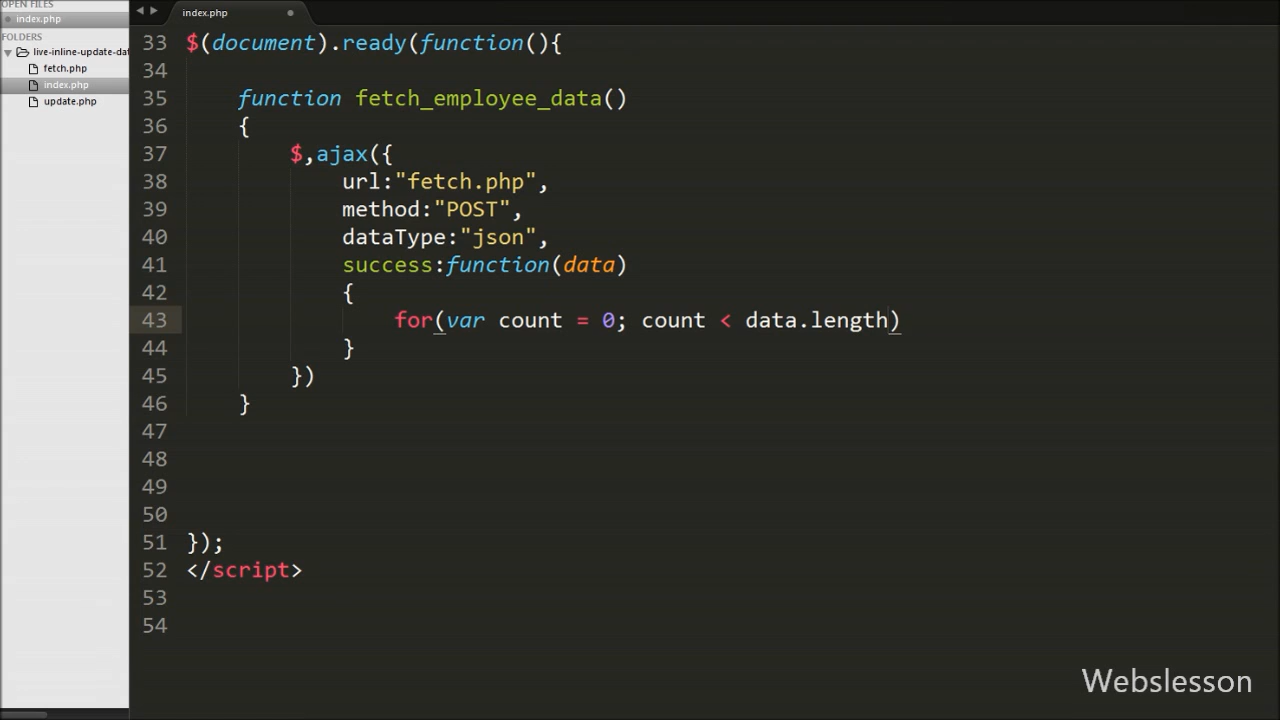 OPEN FILES
index.php
FOLDERS
live-inline-update-dat
fetch.php
index.php
update.php
index.php
33 $(document).ready(function(){
34
35 function fetch_employee_data()
36 {
37 $,ajax({
38 url:"fetch.php",
39 method:"POST",
40 dataType:"json",
41 success:function(data)
42 {
43 for(var count = 0; count < data.length)
44 }
45 })
46 }
47
48
49
50
51 });
52 </script>
53
54
Webslesson